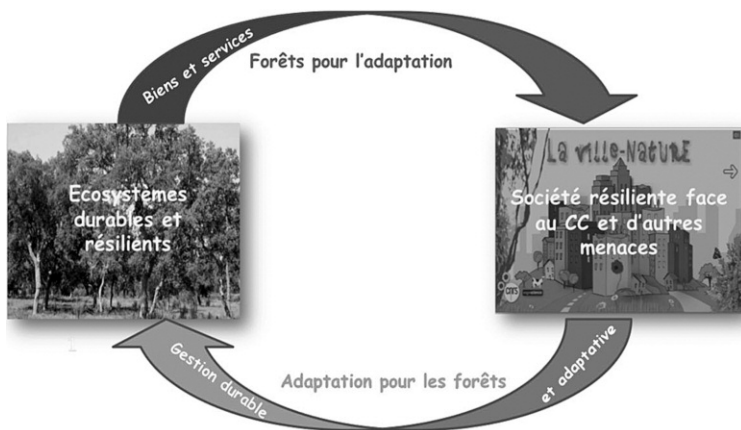 Biens et services
Forêts pour l'adaptation
Ecosystèmes
durables et
résilients
La ville-NaturE
Société résiliente face
au CC et d'autres
menaces
Gestion durable
Adaptation pour les forêts
et adaptative
1